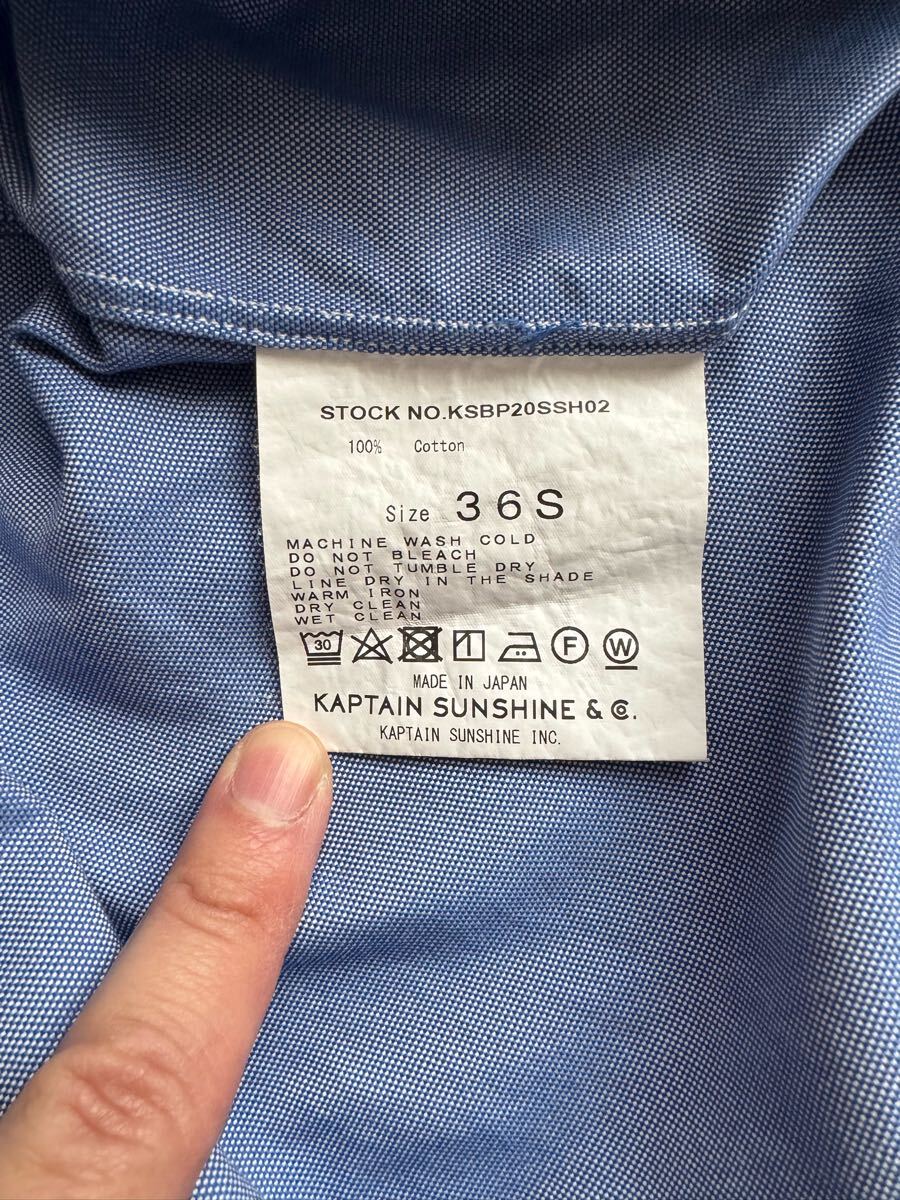 STOCK NO.KSBP20SSH02
100% Cotton
Size 36S
MACHINE WASH COLD
DO NOT BLEACH
DO NOT TUMBLE DRY
LINE DRY IN THE SHADE
WARM IRON
DRY CLEAN
WET CLEAN
30 F W
MADE IN JAPAN
KAPTAIN SUNSHINE & Co.
KAPTAIN SUNSHINE INC.